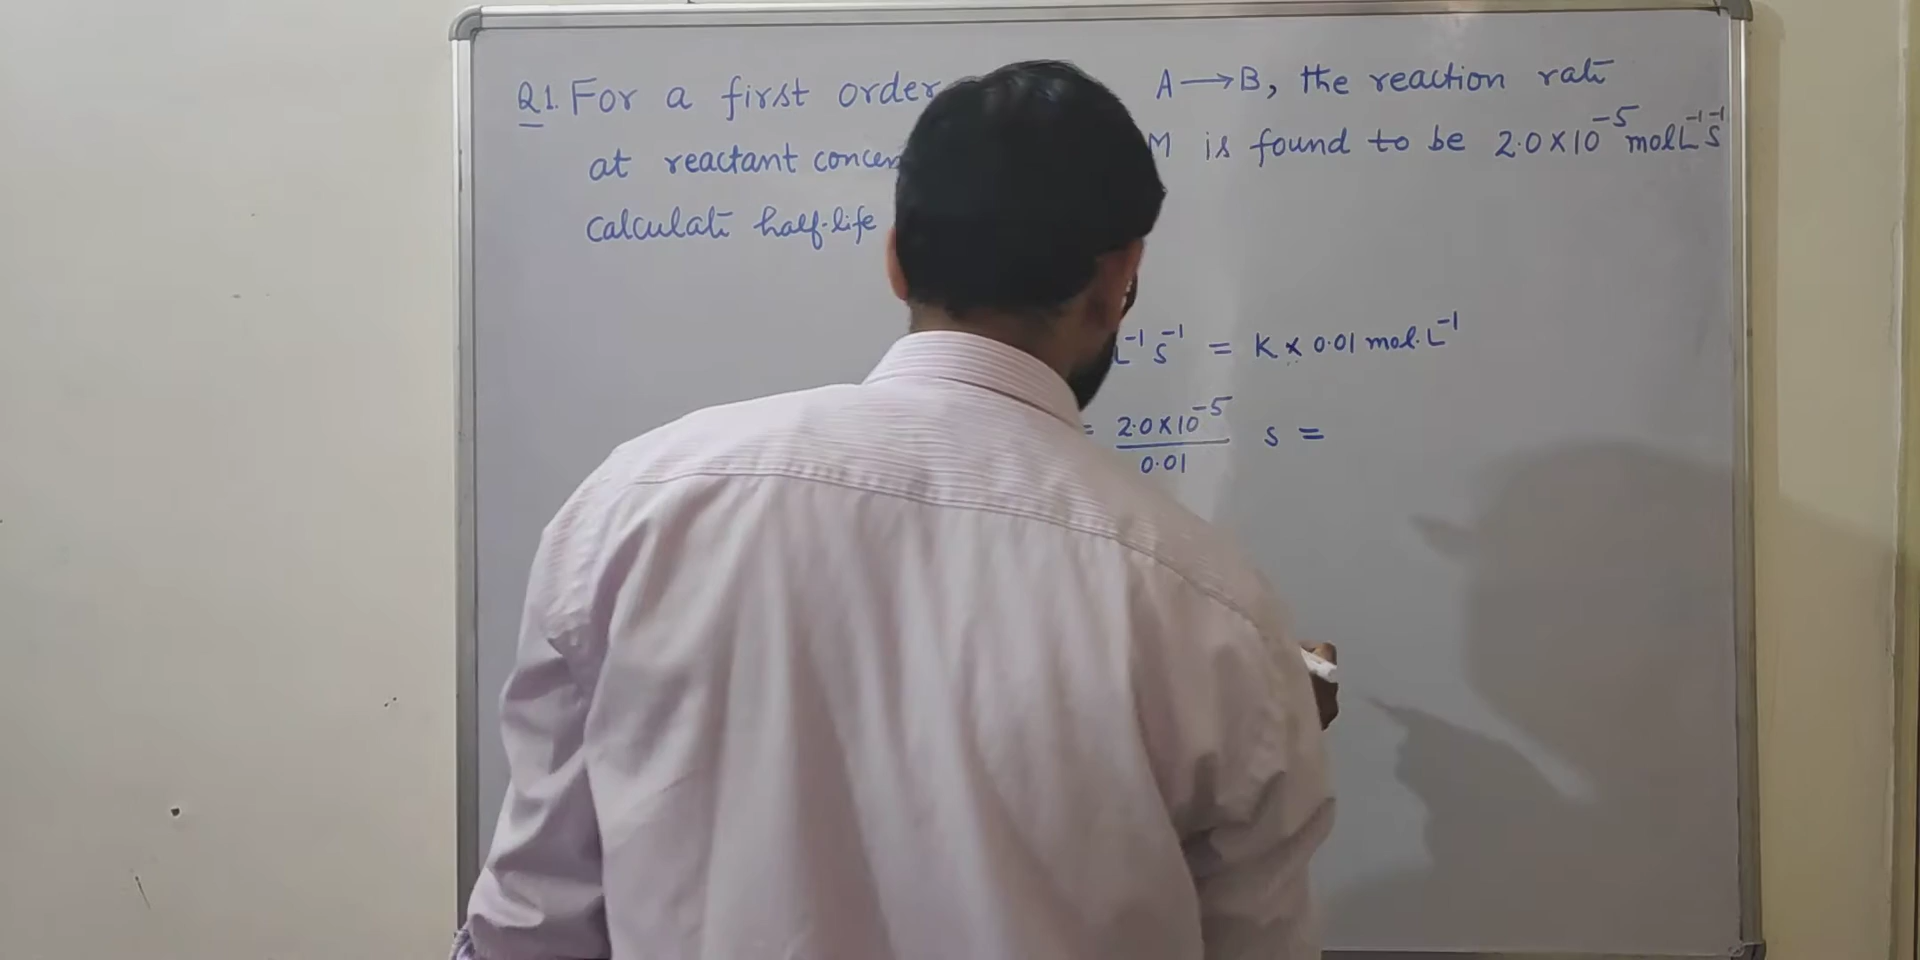 Q1. For a first order A → B, the reaction rate
at reactant M is found to be 2.0×10⁻⁵ mol L⁻¹ S⁻¹
calculate half-life
L⁻¹ S⁻¹ = K × 0.01 mol. L⁻¹
= 2.0×10⁻⁵ / 0.01 s =